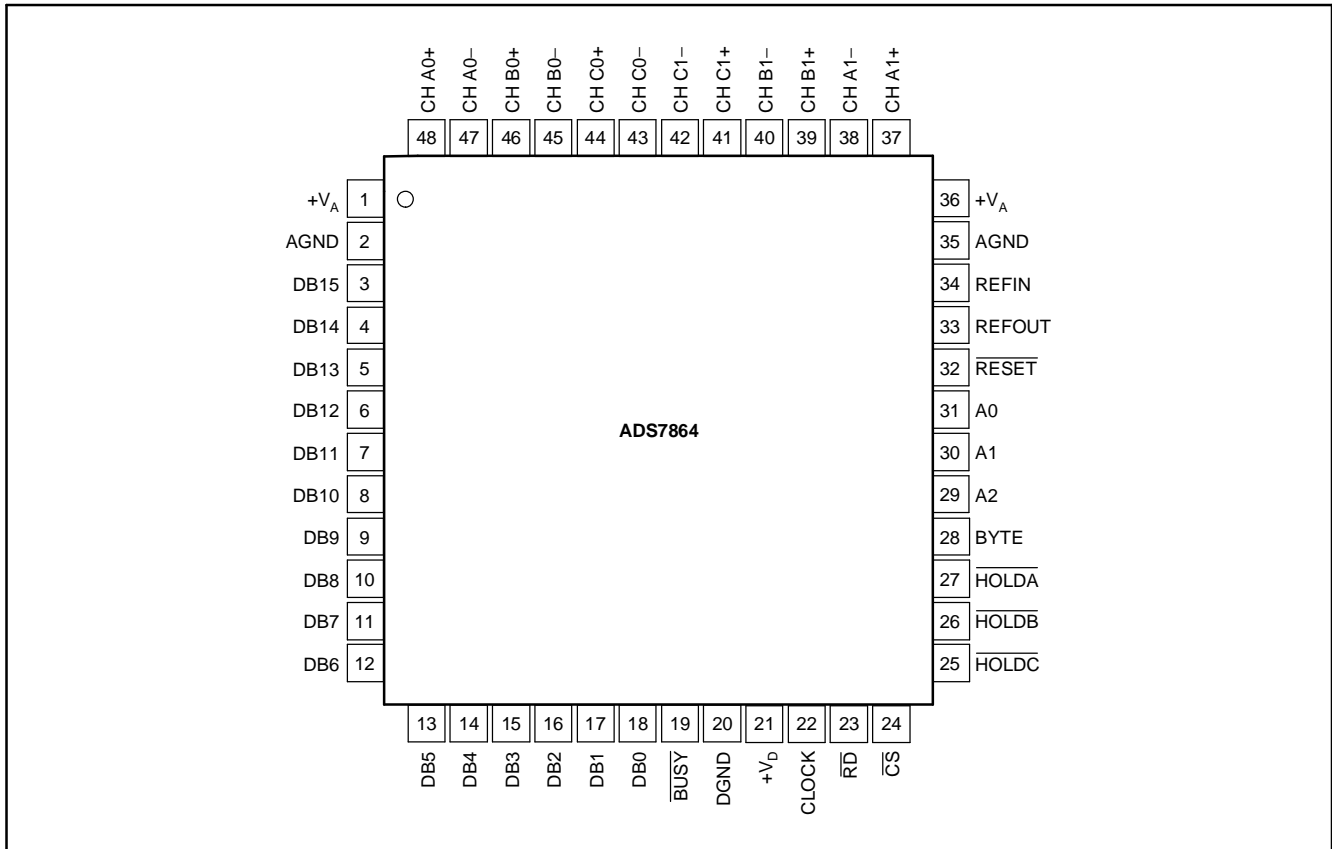 CH A0+
CH A0–
CH B0+
CH B0–
CH C0+
CH C0–
CH C1–
CH C1+
CH B1–
CH B1+
CH A1–
CH A1+
48 47 46 45 44 43 42 41 40 39 38 37
+VA 1
AGND 2
DB15 3
DB14 4
DB13 5
DB12 6
DB11 7
DB10 8
DB9 9
DB8 10
DB7 11
DB6 12
ADS7864
36 +VA
35 AGND
34 REFIN
33 REFOUT
32 RESET
31 A0
30 A1
29 A2
28 BYTE
27 HOLDA
26 HOLDB
25 HOLDC
13 14 15 16 17 18 19 20 21 22 23 24
DB5
DB4
DB3
DB2
DB1
DB0
BUSY
DGND
+VD
CLOCK
RD
CS